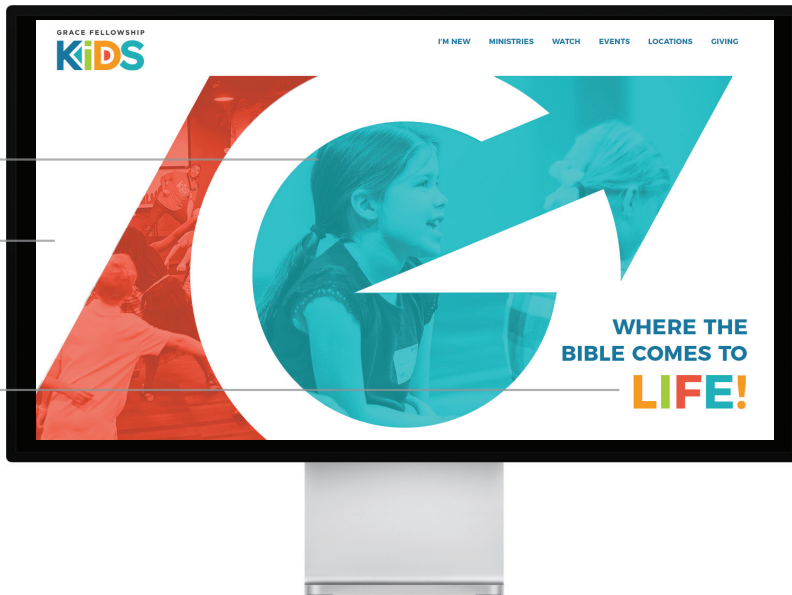 GRACE FELLOWSHIP
KiDS
I'M NEW MINISTRIES WATCH EVENTS LOCATIONS GIVING
WHERE THE
BIBLE COMES TO
LIFE!